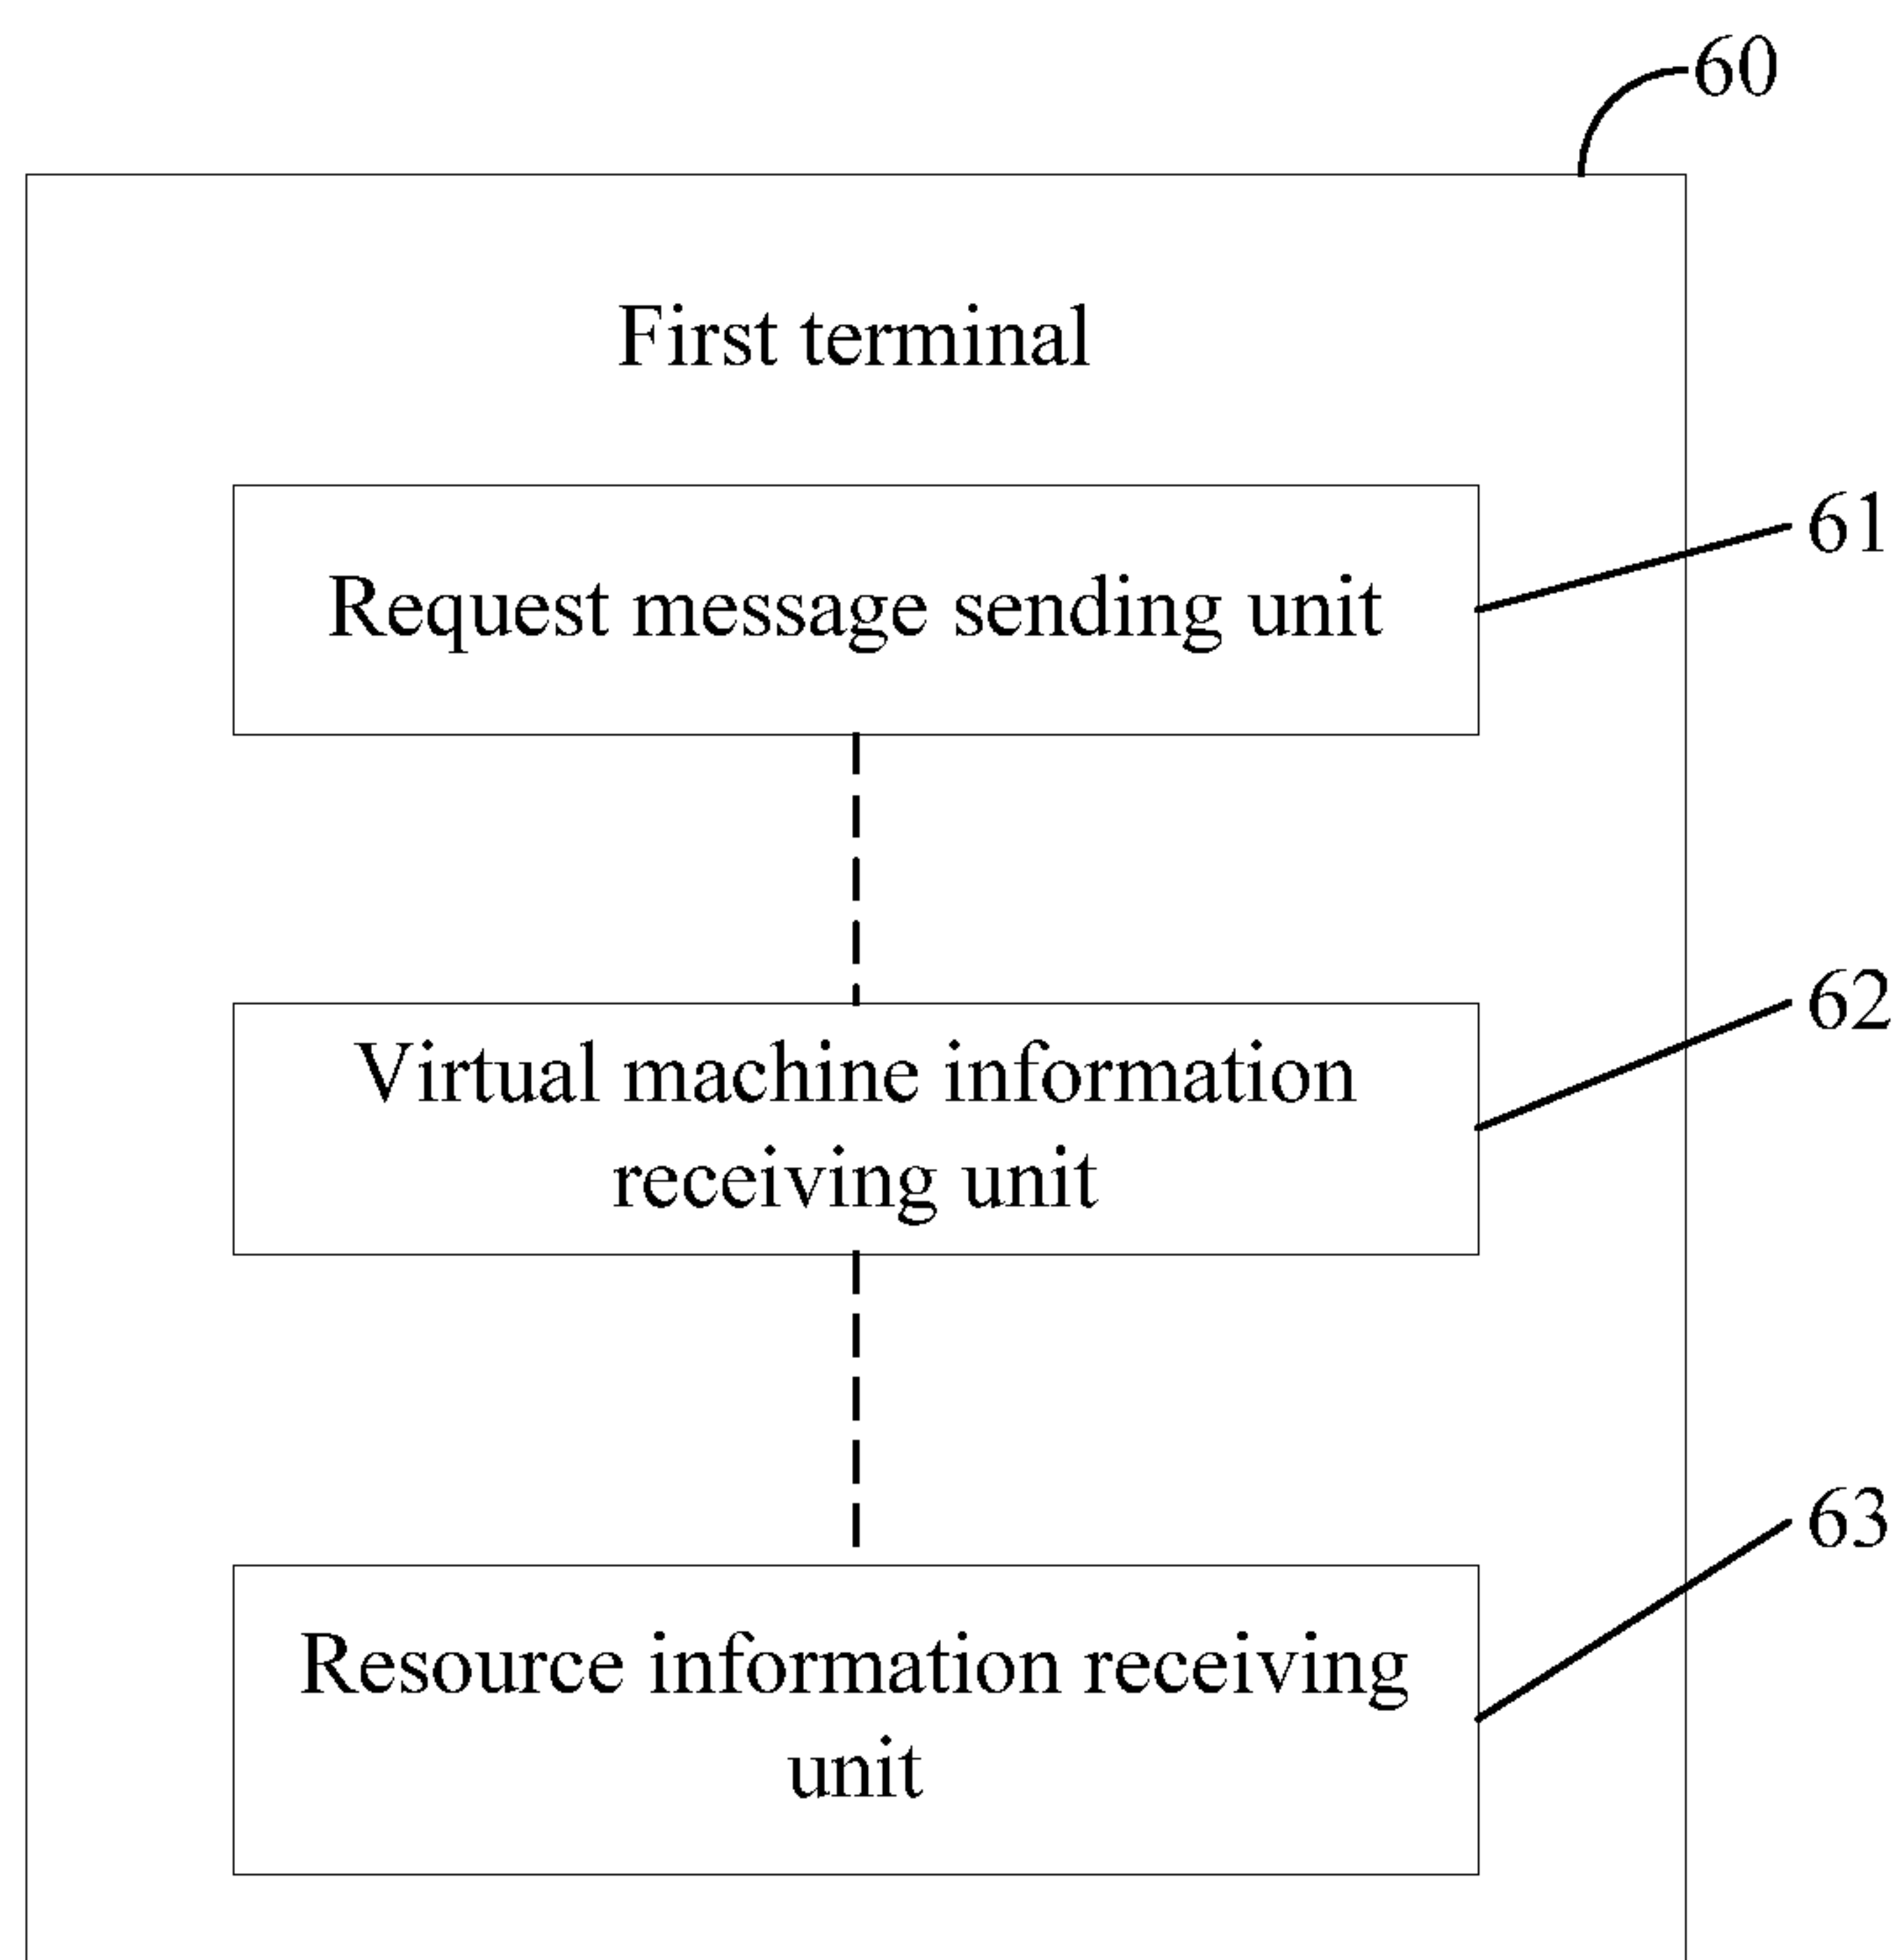 60
First terminal
61
Request message sending unit
62
Virtual machine information
receiving unit
63
Resource information receiving
unit